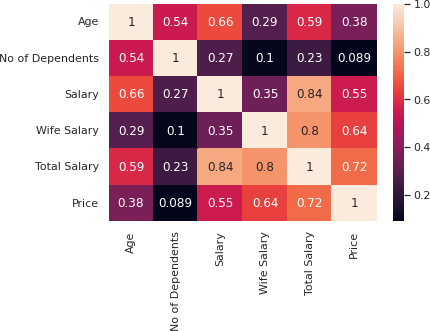 Age 1 0.54 0.66 0.29 0.59 0.38
No of Dependents 0.54 1 0.27 0.1 0.23 0.089
Salary 0.66 0.27 1 0.35 0.84 0.55
Wife Salary 0.29 0.1 0.35 1 0.8 0.64
Total Salary 0.59 0.23 0.84 0.8 1 0.72
Price 0.38 0.089 0.55 0.64 0.72 1
Age
No of Dependents
Salary
Wife Salary
Total Salary
Price
1.0
0.8
0.6
0.4
0.2